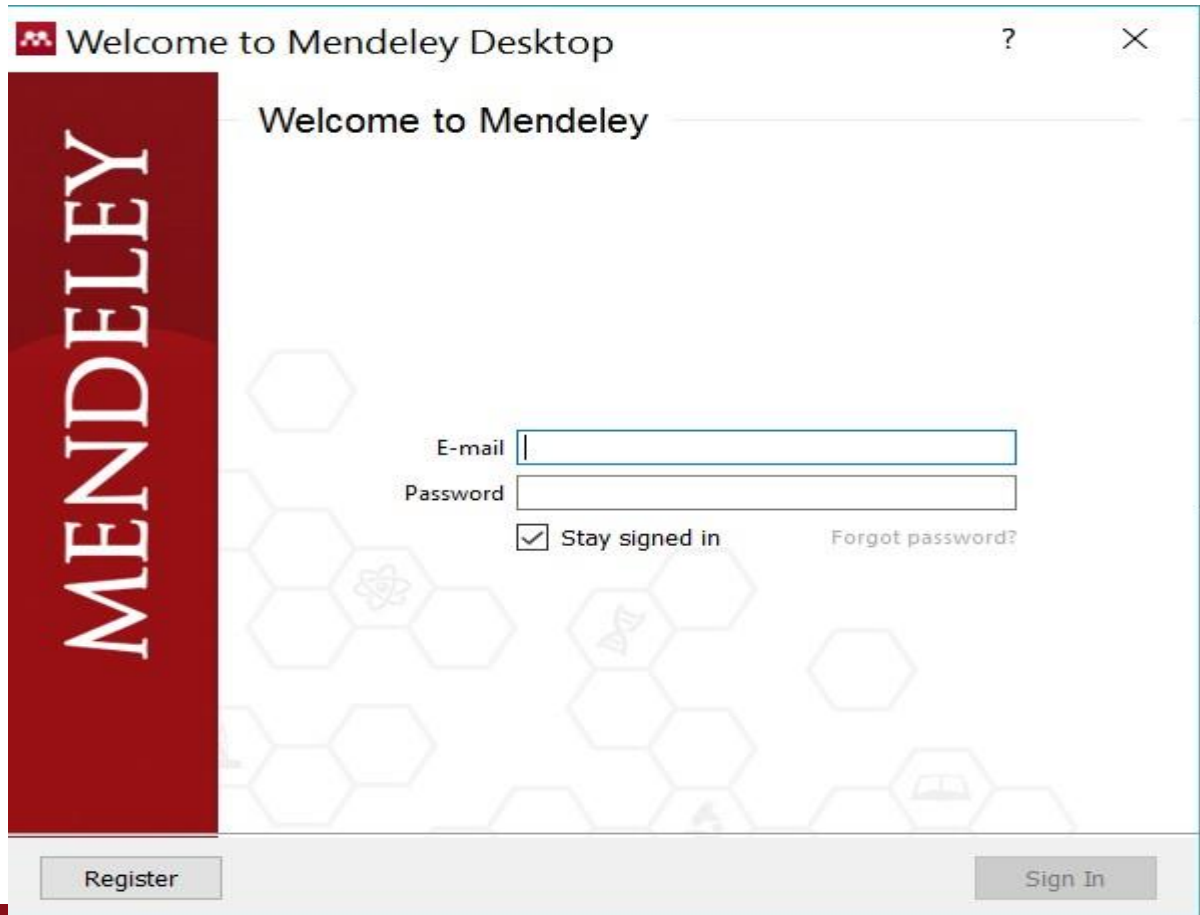 Welcome to Mendeley Desktop
?
MENDELEY
Welcome to Mendeley
E-mail
Password
Stay signed in Forgot password?
Register Sign In